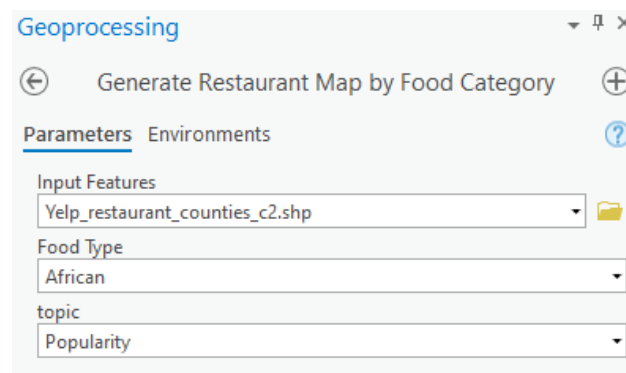 Geoprocessing
Generate Restaurant Map by Food Category
Parameters Environments
Input Features
Yelp_restaurant_counties_c2.shp
Food Type
African
topic
Popularity